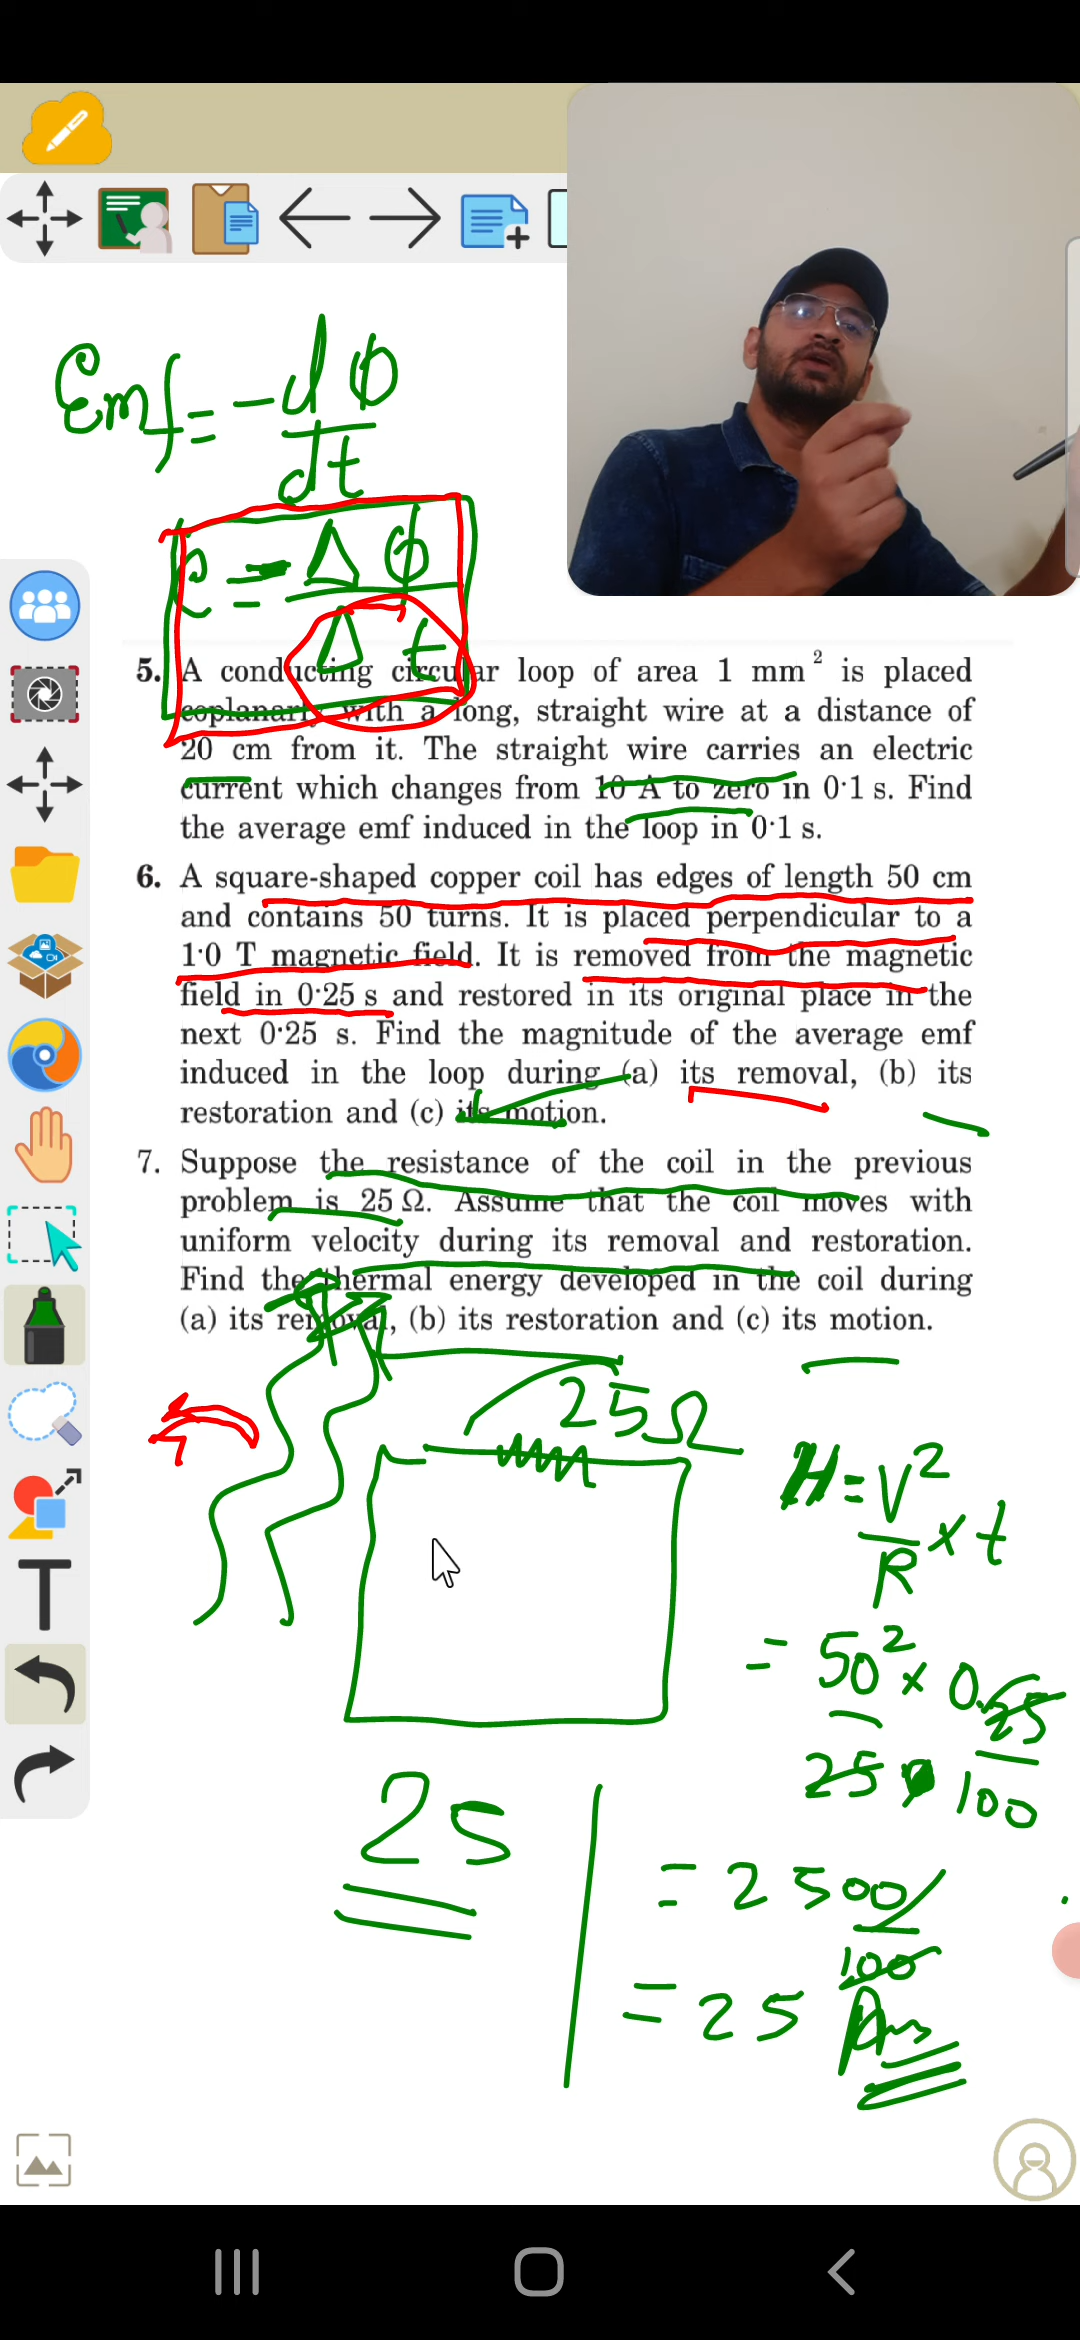 Emf = - dφ
dt
e = - Δ φ
Δ t
5. A conducting circular loop of area 1 mm² is placed
coplanarly with a long, straight wire at a distance of
20 cm from it. The straight wire carries an electric
current which changes from 10 A to zero in 0·1 s. Find
the average emf induced in the loop in 0·1 s.
6. A square-shaped copper coil has edges of length 50 cm
and contains 50 turns. It is placed perpendicular to a
1·0 T magnetic field. It is removed from the magnetic
field in 0·25 s and restored in its original place in the
next 0·25 s. Find the magnitude of the average emf
induced in the loop during (a) its removal, (b) its
restoration and (c) its motion.
7. Suppose the resistance of the coil in the previous
problem is 25 Ω. Assume that the coil moves with
uniform velocity during its removal and restoration.
Find the thermal energy developed in the coil during
(a) its removal, (b) its restoration and (c) its motion.
25Ω
H = V² × t
R
= 50² × 0.25
25 100
25
= 2500
100
= 25 Ans